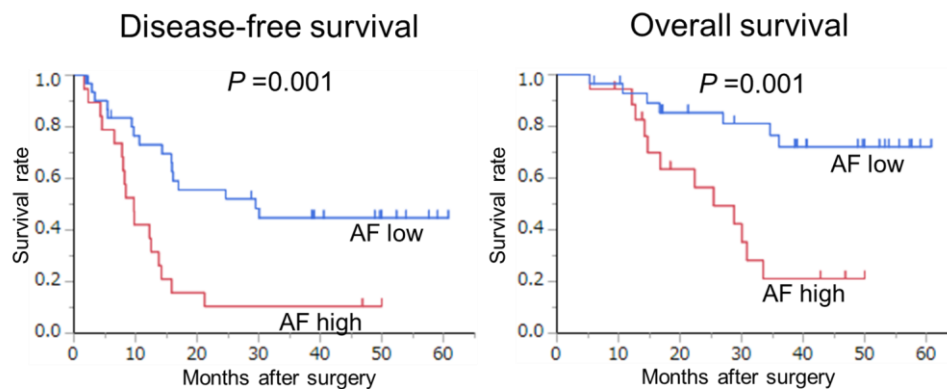 Disease-free survival
P =0.001
Survival rate
1.0
0.8
0.6
0.4
0.2
0.0
AF low
AF high
0 10 20 30 40 50 60
Months after surgery
Overall survival
P =0.001
Survival rate
1.0
0.8
0.6
0.4
0.2
0.0
AF low
AF high
0 10 20 30 40 50 60
Months after surgery